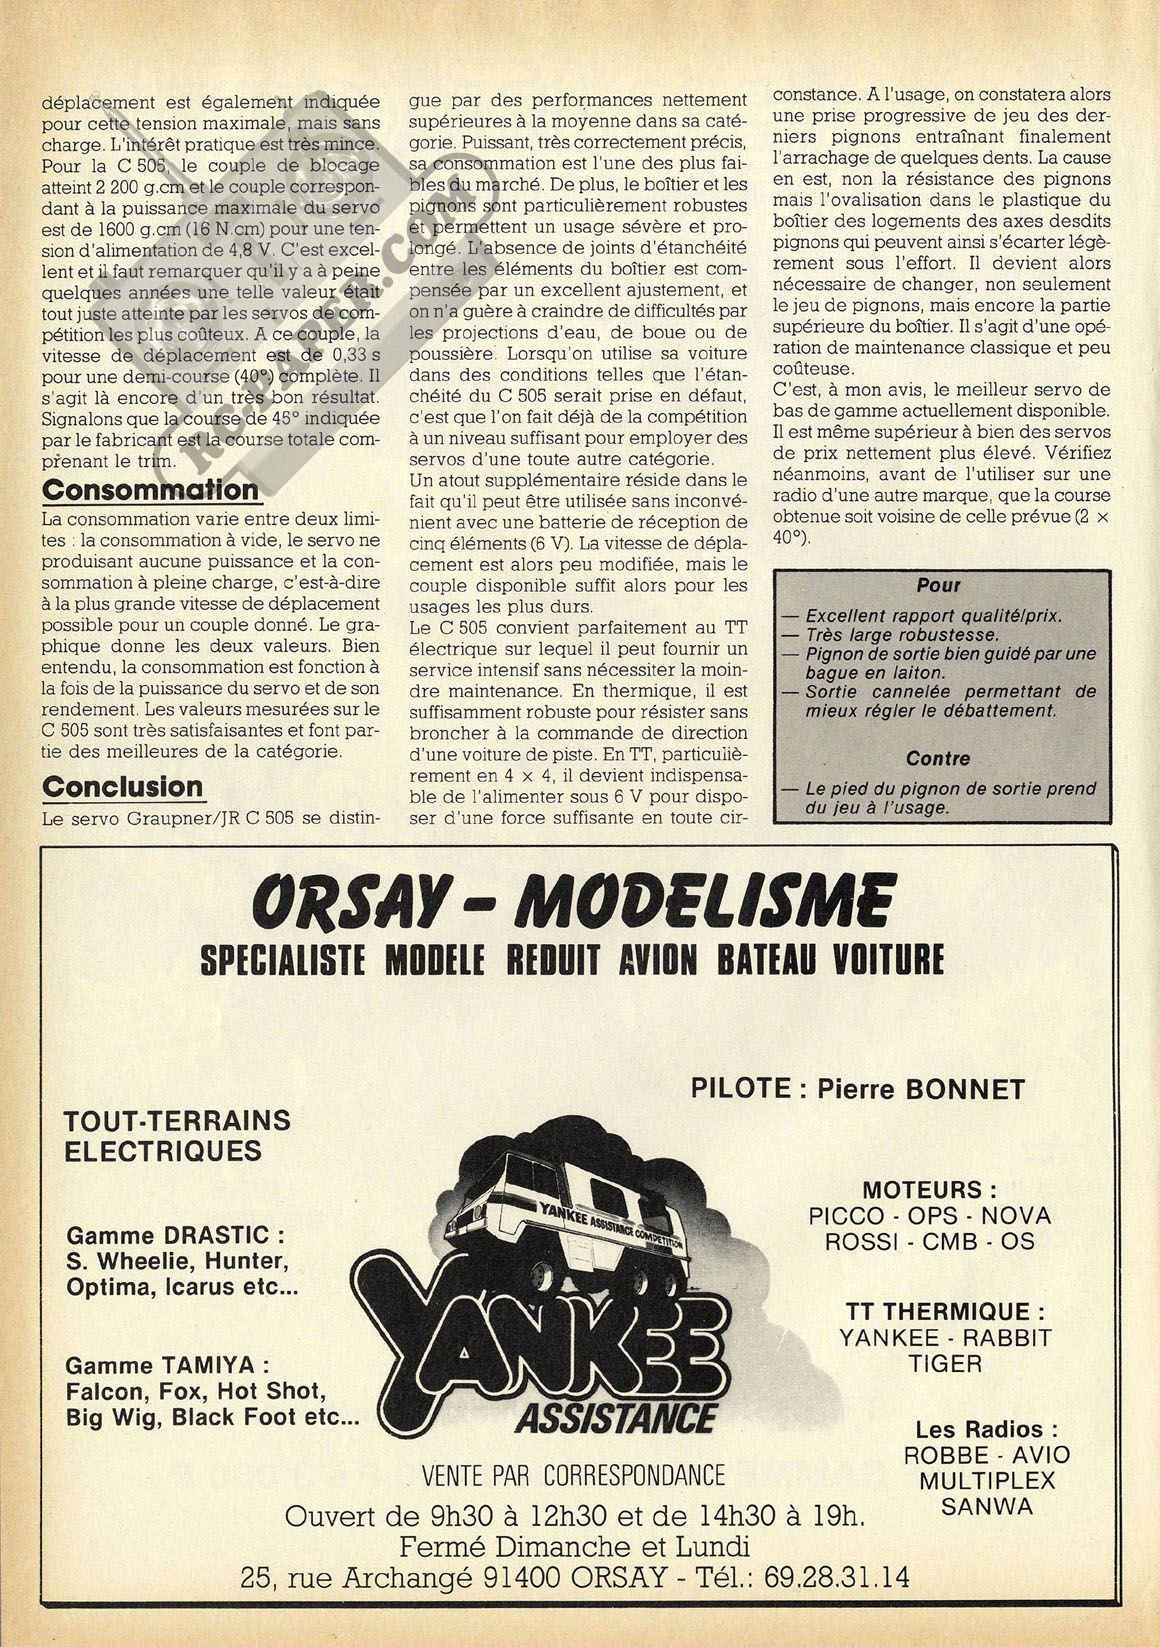 déplacement est également indiquée
pour cette tension maximale, mais sans
charge. L'intérêt pratique est très mince.
Pour la C 505, le couple de blocage
atteint 2 200 g.cm et le couple correspon-
dant à la puissance maximale du servo
est de 1600 g.cm (16 N.cm) pour une ten-
sion d'alimentation de 4,8 V. C'est excel-
lent et il faut remarquer qu'il y a à peine
quelques années une telle valeur était
tout juste atteinte par les servos de com-
pétition les plus coûteux. A ce couple, la
vitesse de déplacement est de 0,33 s
pour une demi-course (40°) complète. Il
s'agit là encore d'un très bon résultat.
Signalons que la course de 45° indiquée
par le fabricant est la course totale com-
prenant le trim.
Consommation
La consommation varie entre deux limi-
tes : la consommation à vide, le servo ne
produisant aucune puissance et la con-
sommation à pleine charge, c'est-à-dire
à la plus grande vitesse de déplacement
possible pour un couple donné. Le gra-
phique donne les deux valeurs. Bien
entendu, la consommation est fonction à
la fois de la puissance du servo et de son
rendement. Les valeurs mesurées sur le
C 505 sont très satisfaisantes et font par-
tie des meilleures de la catégorie.
Conclusion
Le servo Graupner/JR C 505 se distin-
gue par des performances nettement
supérieures à la moyenne dans sa caté-
gorie. Puissant, très correctement précis,
sa consommation est l'une des plus fai-
bles du marché. De plus, le boîtier et les
pignons sont particulièrement robustes
et permettent un usage sévère et pro-
longé. L'absence de joints d'étanchéité
entre les éléments du boîtier est com-
pensée par un excellent ajustement, et
on n'a guère à craindre de difficultés par
les projections d'eau, de boue ou de
poussière. Lorsqu'on utilise sa voiture
dans des conditions telles que l'étan-
chéité du C 505 serait prise en défaut,
c'est que l'on fait déjà de la compétition
à un niveau suffisant pour employer des
servos d'une toute autre catégorie.
Un atout supplémentaire réside dans le
fait qu'il peut être utilisée sans inconvé-
nient avec une batterie de réception de
cinq éléments (6 V). La vitesse de dépla-
cement est alors peu modifiée, mais le
couple disponible suffit alors pour les
usages les plus durs.
Le C 505 convient parfaitement au TT
électrique sur lequel il peut fournir un
service intensif sans nécessiter la moin-
dre maintenance. En thermique, il est
suffisamment robuste pour résister sans
broncher à la commande de direction
d'une voiture de piste. En TT, particuliè-
rement en 4 × 4, il devient indispensa-
ble de l'alimenter sous 6 V pour dispo-
ser d'une force suffisante en toute cir-
constance. A l'usage, on constatera alors
une prise progressive de jeu des der-
niers pignons entraînant finalement
l'arrachage de quelques dents. La cause
en est, non la résistance des pignons
mais l'ovalisation dans le plastique du
boîtier des logements des axes desdits
pignons qui peuvent ainsi s'écarter légè-
rement sous l'effort. Il devient alors
nécessaire de changer, non seulement
le jeu de pignons, mais encore la partie
supérieure du boîtier. Il s'agit d'une opé-
ration de maintenance classique et peu
coûteuse.
C'est, à mon avis, le meilleur servo de
bas de gamme actuellement disponible.
Il est même supérieur à bien des servos
de prix nettement plus élevé. Vérifiez
néanmoins, avant de l'utiliser sur une
radio d'une autre marque, que la course
obtenue soit voisine de celle prévue (2 ×
40°).
Pour
— Excellent rapport qualité/prix.
— Très large robustesse.
— Pignon de sortie bien guidé par une
bague en laiton.
— Sortie cannelée permettant de
mieux régler le débattement.
Contre
— Le pied du pignon de sortie prend
du jeu à l'usage.
RC-PAPER.COM
ORSAY - MODELISME
SPECIALISTE MODELE REDUIT AVION BATEAU VOITURE
PILOTE : Pierre BONNET
TOUT-TERRAINS
ELECTRIQUES
Gamme DRASTIC :
S. Wheelie, Hunter,
Optima, Icarus etc...
Gamme TAMIYA :
Falcon, Fox, Hot Shot,
Big Wig, Black Foot etc...
YANKEE ASSISTANCE COMPETITION
YANKEE
ASSISTANCE
MOTEURS :
PICCO - OPS - NOVA
ROSSI - CMB - OS
TT THERMIQUE :
YANKEE - RABBIT
TIGER
Les Radios :
ROBBE - AVIO
MULTIPLEX
SANWA
VENTE PAR CORRESPONDANCE
Ouvert de 9h30 à 12h30 et de 14h30 à 19h.
Fermé Dimanche et Lundi
25, rue Archangé 91400 ORSAY - Tél.: 69.28.31.14